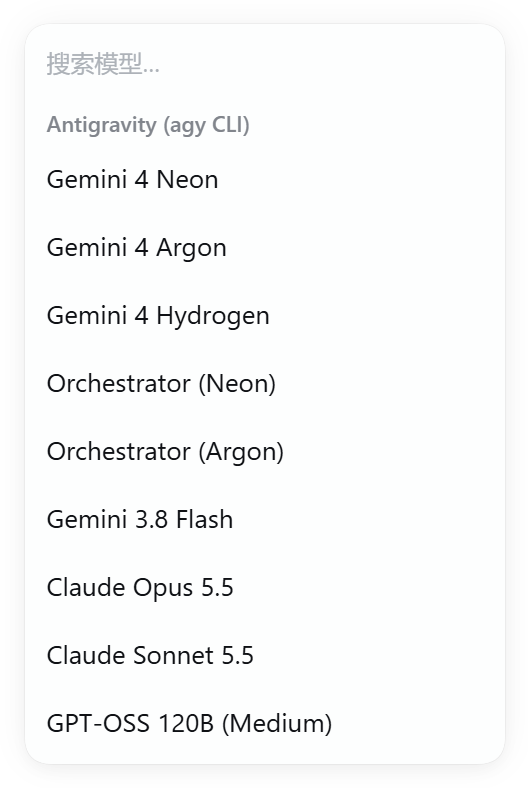 搜索模型...
Antigravity (agy CLI)
Gemini 4 Neon
Gemini 4 Argon
Gemini 4 Hydrogen
Orchestrator (Neon)
Orchestrator (Argon)
Gemini 3.8 Flash
Claude Opus 5.5
Claude Sonnet 5.5
GPT-OSS 120B (Medium)